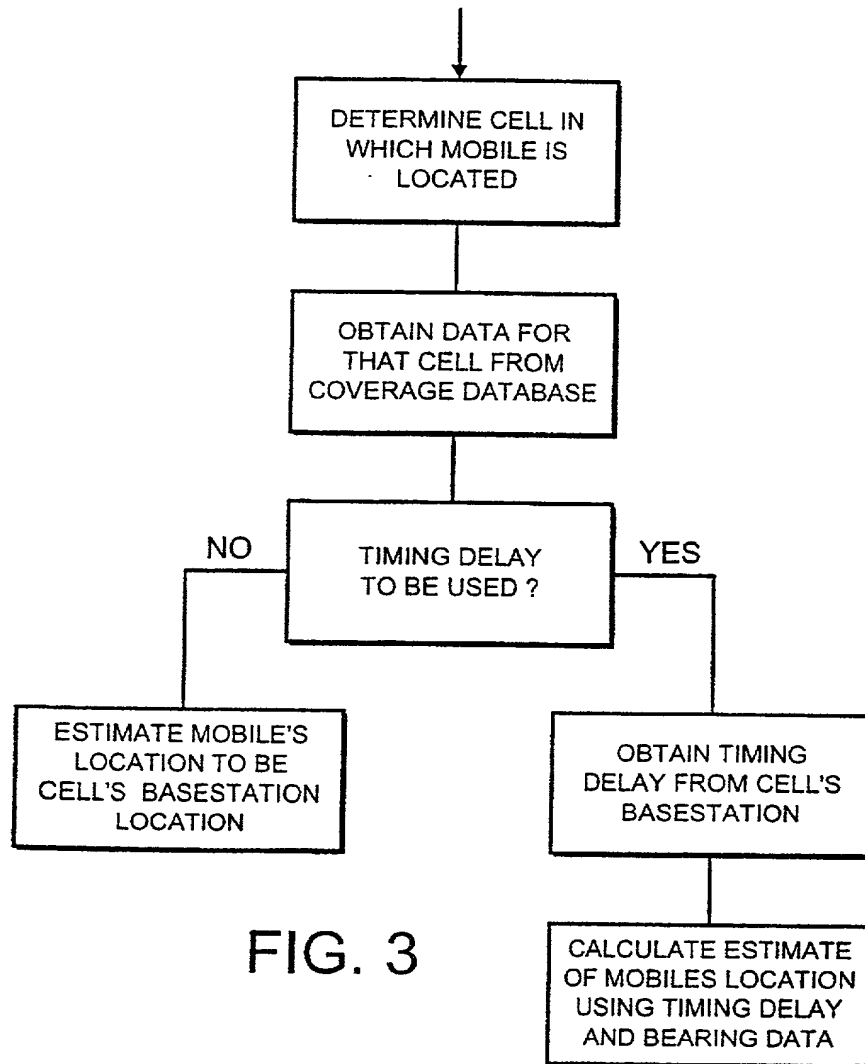 DETERMINE CELL IN
WHICH MOBILE IS
LOCATED
OBTAIN DATA FOR
THAT CELL FROM
COVERAGE DATABASE
NO
TIMING DELAY
TO BE USED ?
YES
ESTIMATE MOBILE'S
LOCATION TO BE
CELL'S BASESTATION
LOCATION
OBTAIN TIMING
DELAY FROM CELL'S
BASESTATION
CALCULATE ESTIMATE
OF MOBILES LOCATION
USING TIMING DELAY
AND BEARING DATA
FIG. 3